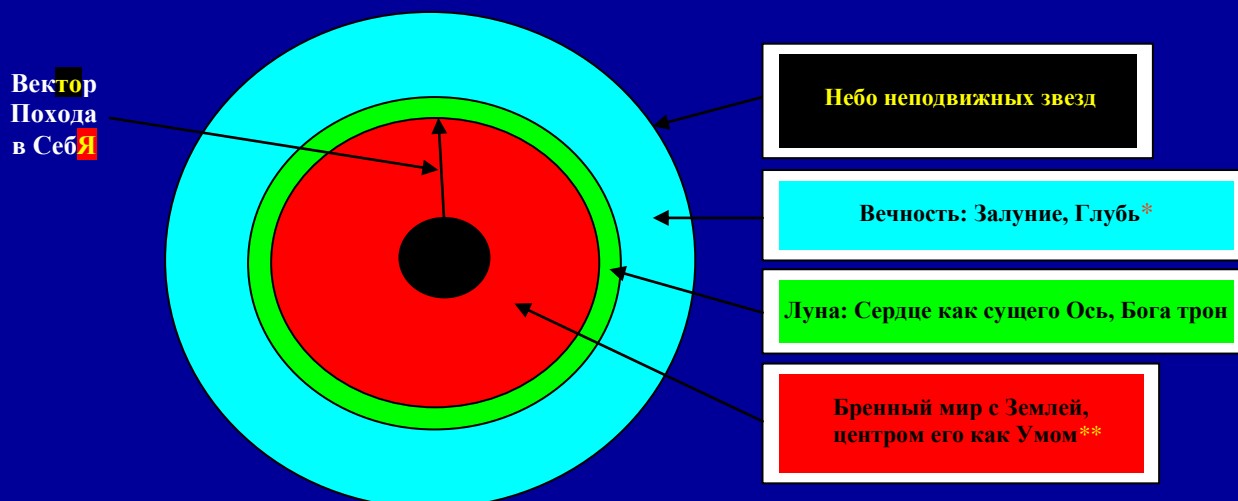 Вектор
Похода
в СебЯ
Небо неподвижных звезд
Вечность: Залуние, Глубь*
Луна: Сердце как сущего Ось, Бога трон
Бренный мир с Землей,
центром его как Умом**